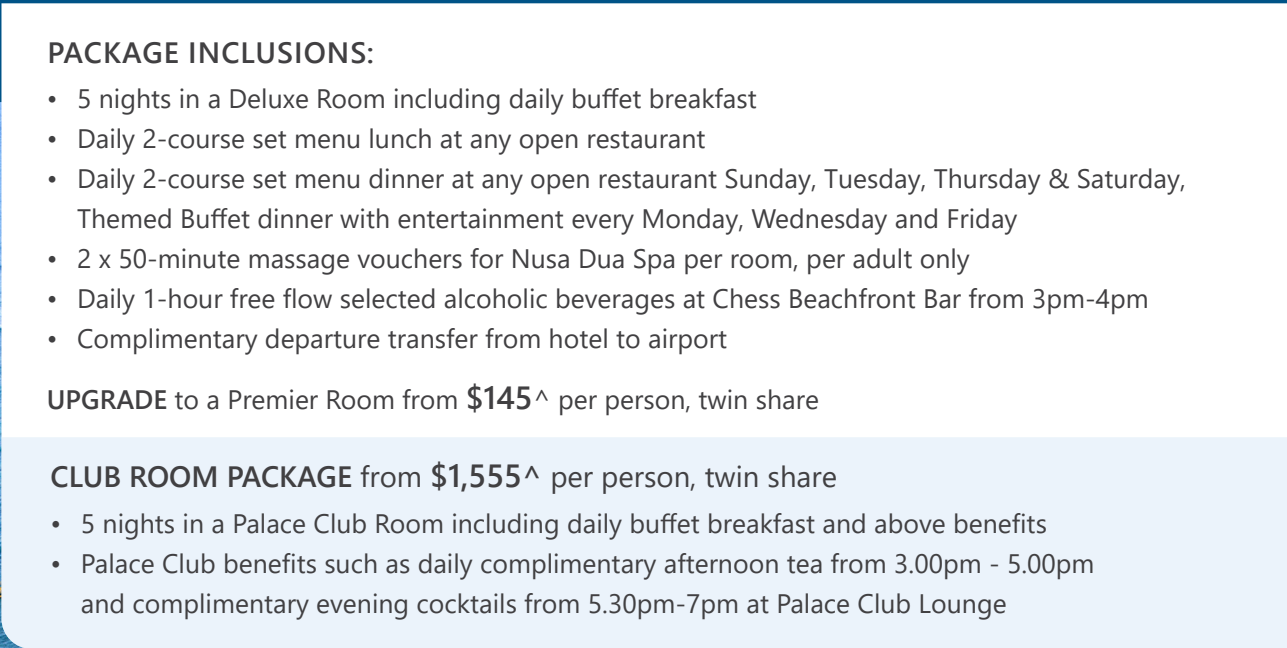 PACKAGE INCLUSIONS:
• 5 nights in a Deluxe Room including daily buffet breakfast
• Daily 2-course set menu lunch at any open restaurant
• Daily 2-course set menu dinner at any open restaurant Sunday, Tuesday, Thursday & Saturday,
Themed Buffet dinner with entertainment every Monday, Wednesday and Friday
• 2 x 50-minute massage vouchers for Nusa Dua Spa per room, per adult only
• Daily 1-hour free flow selected alcoholic beverages at Chess Beachfront Bar from 3pm-4pm
• Complimentary departure transfer from hotel to airport
UPGRADE to a Premier Room from $145^ per person, twin share
CLUB ROOM PACKAGE from $1,555^ per person, twin share
• 5 nights in a Palace Club Room including daily buffet breakfast and above benefits
• Palace Club benefits such as daily complimentary afternoon tea from 3.00pm - 5.00pm
and complimentary evening cocktails from 5.30pm-7pm at Palace Club Lounge